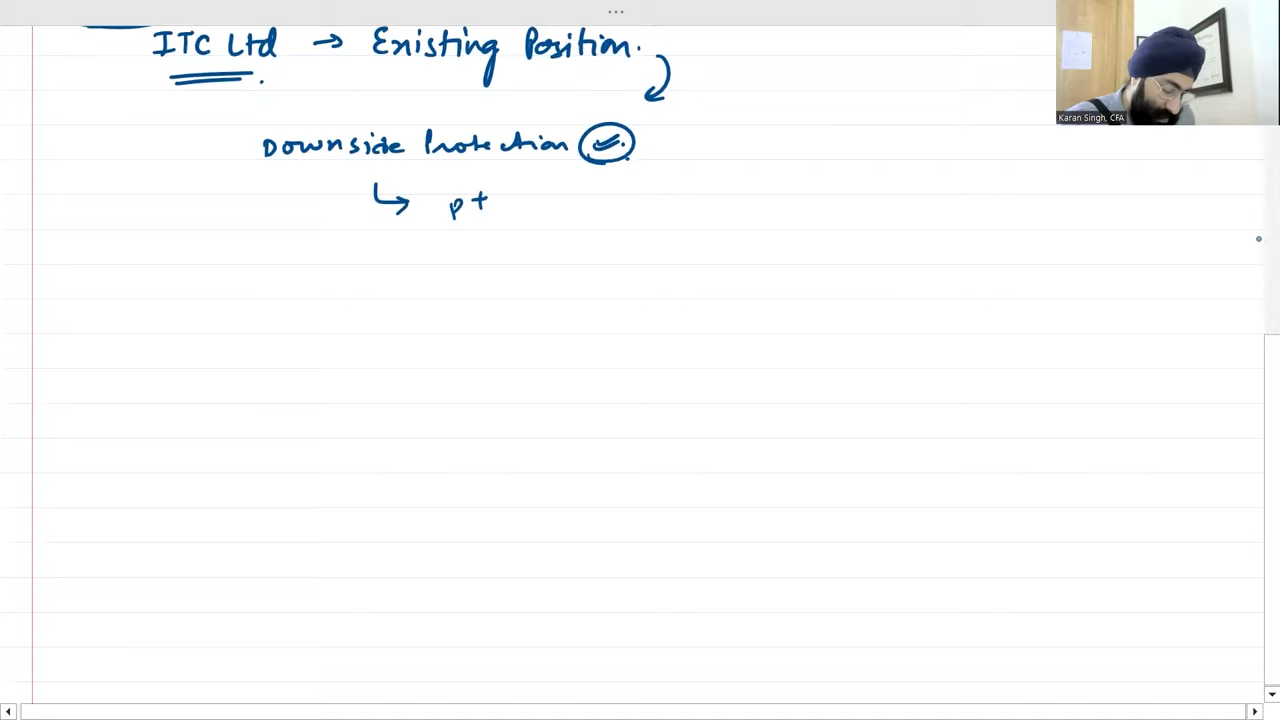 ITC Ltd → Existing Position.
Downside Protection
↳ p+
Karan Singh, CFA